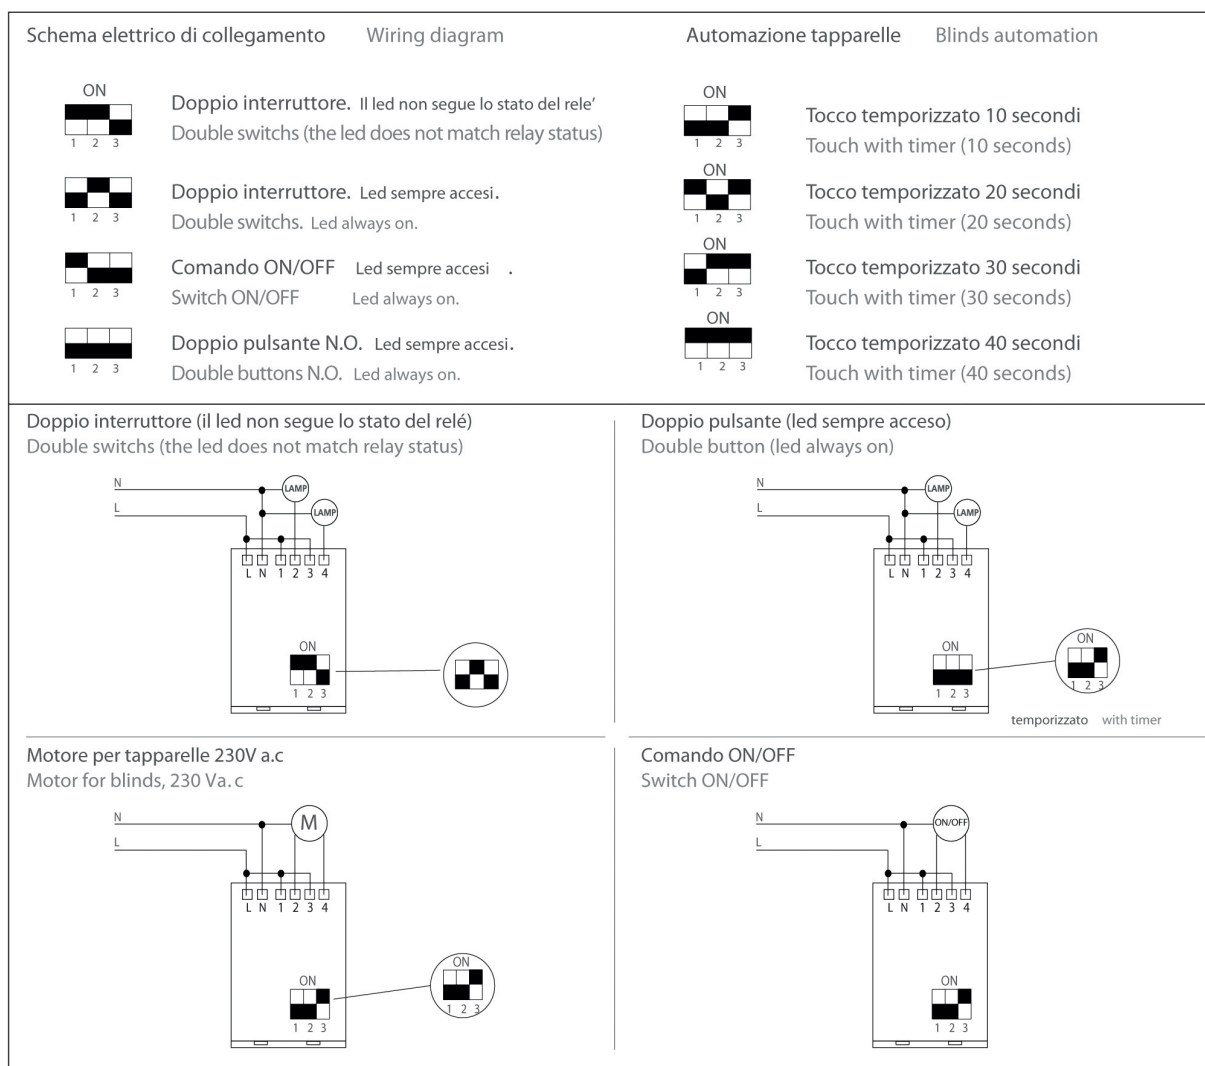 Schema elettrico di collegamento Wiring diagram
ON
1 2 3
Doppio interruttore. Il led non segue lo stato del rele'
Double switchs (the led does not match relay status)
1 2 3
Doppio interruttore. Led sempre accesi.
Double switchs. Led always on.
1 2 3
Comando ON/OFF Led sempre accesi .
Switch ON/OFF Led always on.
1 2 3
Doppio pulsante N.O. Led sempre accesi.
Double buttons N.O. Led always on.
Automazione tapparelle Blinds automation
ON
1 2 3
Tocco temporizzato 10 secondi
Touch with timer (10 seconds)
ON
1 2 3
Tocco temporizzato 20 secondi
Touch with timer (20 seconds)
ON
1 2 3
Tocco temporizzato 30 secondi
Touch with timer (30 seconds)
ON
1 2 3
Tocco temporizzato 40 secondi
Touch with timer (40 seconds)
Doppio interruttore (il led non segue lo stato del relé)
Double switchs (the led does not match relay status)
N
LAMP
L
LAMP
L N 1 2 3 4
ON
1 2 3
Doppio pulsante (led sempre acceso)
Double button (led always on)
N
LAMP
L
LAMP
L N 1 2 3 4
ON
1 2 3
ON
1 2 3
temporizzato with timer
Motore per tapparelle 230V a.c
Motor for blinds, 230 Va.c
N
M
L
L N 1 2 3 4
ON
1 2 3
ON
1 2 3
Comando ON/OFF
Switch ON/OFF
N
ON/OFF
L
L N 1 2 3 4
ON
1 2 3